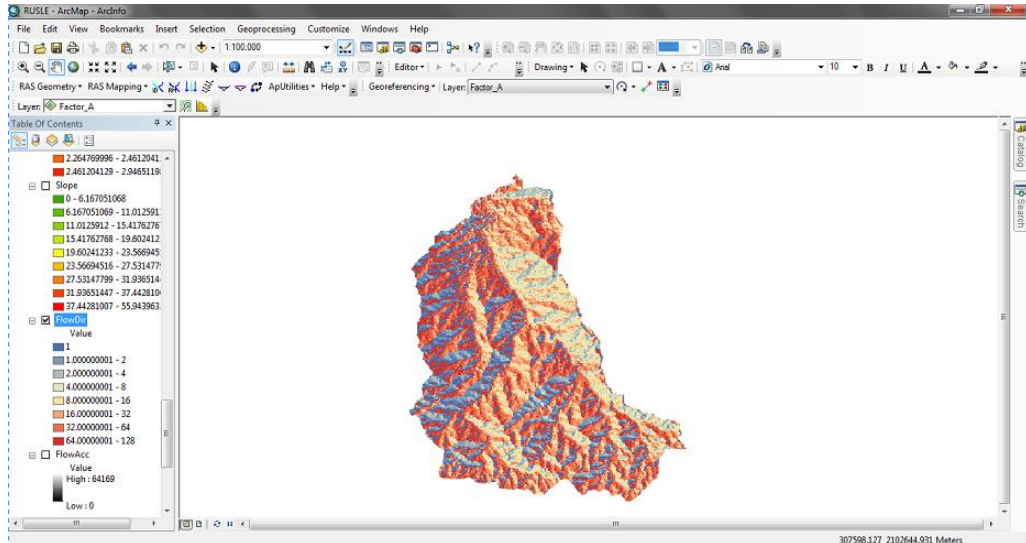 RUSLE - ArcMap - ArcInfo
File Edit View Bookmarks Insert Selection Geoprocessing Customize Windows Help
1:100,000
Editor Drawing Arial 10 B I U A
RAS Geometry RAS Mapping ApUtilities Help Georeferencing Layer: Factor_A
Layer: Factor_A
Table Of Contents
2.264769996 - 2.4612041
2.461204129 - 2.9465119
Slope
0 - 6.167051068
6.167051069 - 11.012591
11.0125912 - 15.4176276
15.41762768 - 19.602412
19.60241233 - 23.566945
23.56694516 - 27.531477
27.53147799 - 31.936514
31.93651447 - 37.442810
37.44281007 - 55.943963
FlowDir
Value
1
1.000000001 - 2
2.000000001 - 4
4.000000001 - 8
8.00000001 - 16
16.00000001 - 32
32.00000001 - 64
64.00000001 - 128
FlowAcc
Value
High : 64169
Low : 0
Catalog
Search
307598.127 2102644.931 Meters